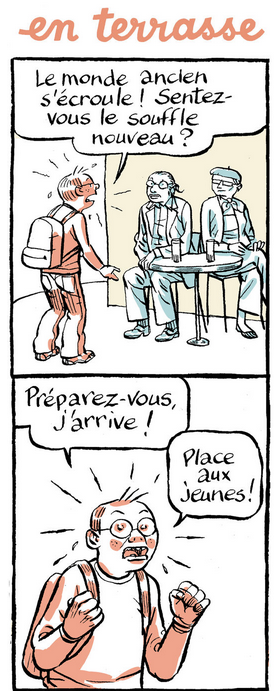 en terrasse
Le monde ancien
s'écroule ! Sentez-
vous le souffle
nouveau ?
Préparez-vous,
j'arrive !
Place
aux
jeunes !